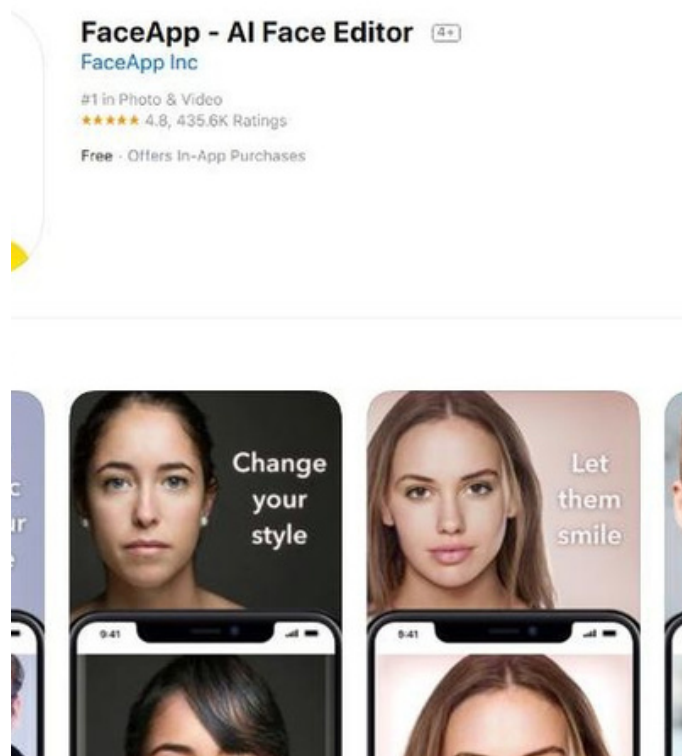 FaceApp - AI Face Editor 4+
FaceApp Inc
#1 in Photo & Video
★★★★★ 4.8, 435.6K Ratings
Free · Offers In-App Purchases
Change
your
style
Let
them
smile
9:41
9:41